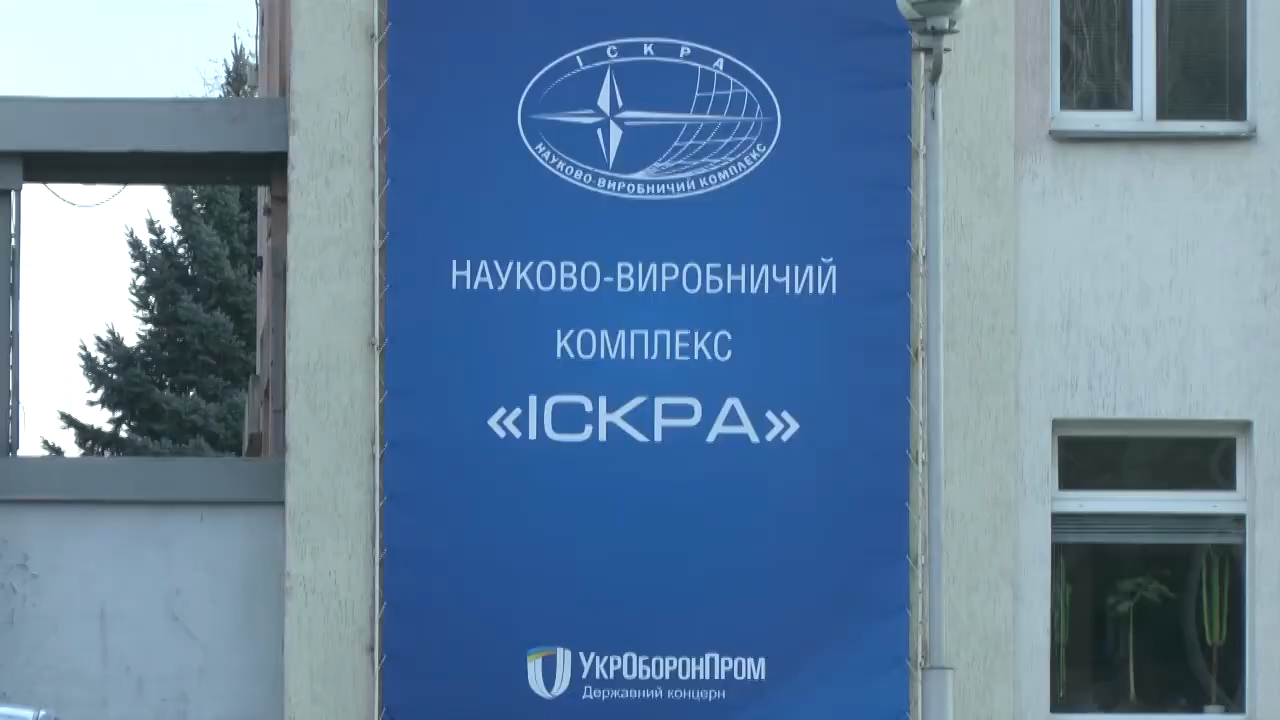 ІСКРА
НАУКОВО-ВИРОБНИЧИЙ КОМПЛЕКС
НАУКОВО-ВИРОБНИЧИЙ
КОМПЛЕКС
«ІСКРА»
УКРОБОРОНПРОМ
Державний концерн